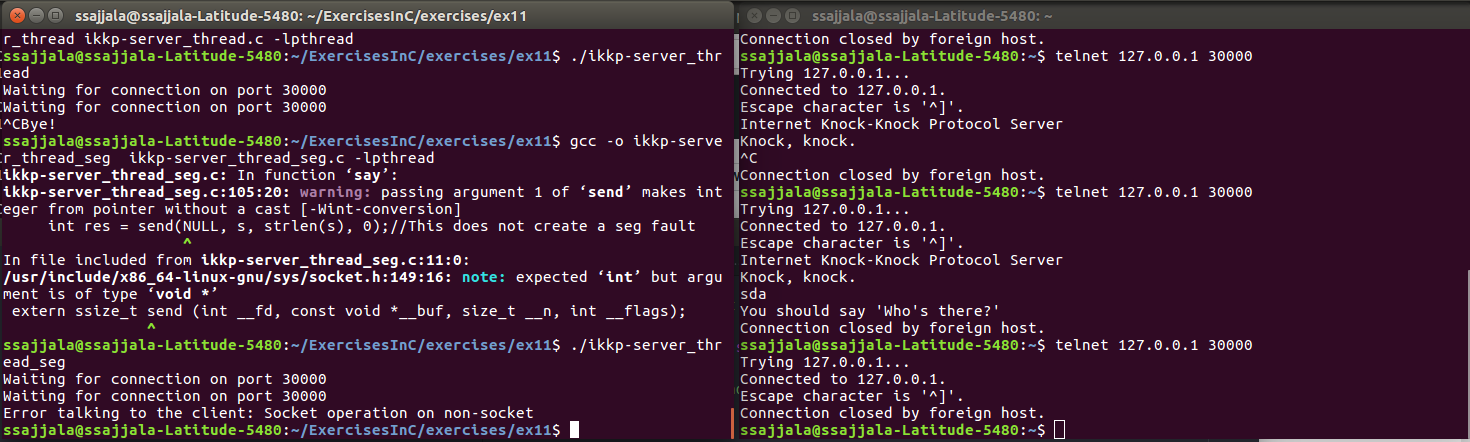 ssajjala@ssajjala-Latitude-5480: ~/ExercisesInC/exercises/ex11
r_thread ikkp-server_thread.c -lpthread
ssajjala@ssajjala-Latitude-5480:~/ExercisesInC/exercises/ex11$ ./ikkp-server_thr
ead
Waiting for connection on port 30000
Waiting for connection on port 30000
^CBye!
ssajjala@ssajjala-Latitude-5480:~/ExercisesInC/exercises/ex11$ gcc -o ikkp-serve
r_thread_seg  ikkp-server_thread_seg.c -lpthread
ikkp-server_thread_seg.c: In function ‘say’:
ikkp-server_thread_seg.c:105:20: warning: passing argument 1 of ‘send’ makes int
eger from pointer without a cast [-Wint-conversion]
     int res = send(NULL, s, strlen(s), 0);//This does not create a seg fault
                    ^
In file included from ikkp-server_thread_seg.c:11:0:
/usr/include/x86_64-linux-gnu/sys/socket.h:149:16: note: expected ‘int’ but argu
ment is of type ‘void *’
 extern ssize_t send (int __fd, const void *__buf, size_t __n, int __flags);
                ^
ssajjala@ssajjala-Latitude-5480:~/ExercisesInC/exercises/ex11$ ./ikkp-server_thr
ead_seg
Waiting for connection on port 30000
Waiting for connection on port 30000
Error talking to the client: Socket operation on non-socket
ssajjala@ssajjala-Latitude-5480:~/ExercisesInC/exercises/ex11$
ssajjala@ssajjala-Latitude-5480: ~
Connection closed by foreign host.
ssajjala@ssajjala-Latitude-5480:~$ telnet 127.0.0.1 30000
Trying 127.0.0.1...
Connected to 127.0.0.1.
Escape character is '^]'.
Internet Knock-Knock Protocol Server
Knock, knock.
^C
Connection closed by foreign host.
ssajjala@ssajjala-Latitude-5480:~$ telnet 127.0.0.1 30000
Trying 127.0.0.1...
Connected to 127.0.0.1.
Escape character is '^]'.
Internet Knock-Knock Protocol Server
Knock, knock.
sda
You should say 'Who's there?'
Connection closed by foreign host.
ssajjala@ssajjala-Latitude-5480:~$ telnet 127.0.0.1 30000
Trying 127.0.0.1...
Connected to 127.0.0.1.
Escape character is '^]'.
Connection closed by foreign host.
ssajjala@ssajjala-Latitude-5480:~$